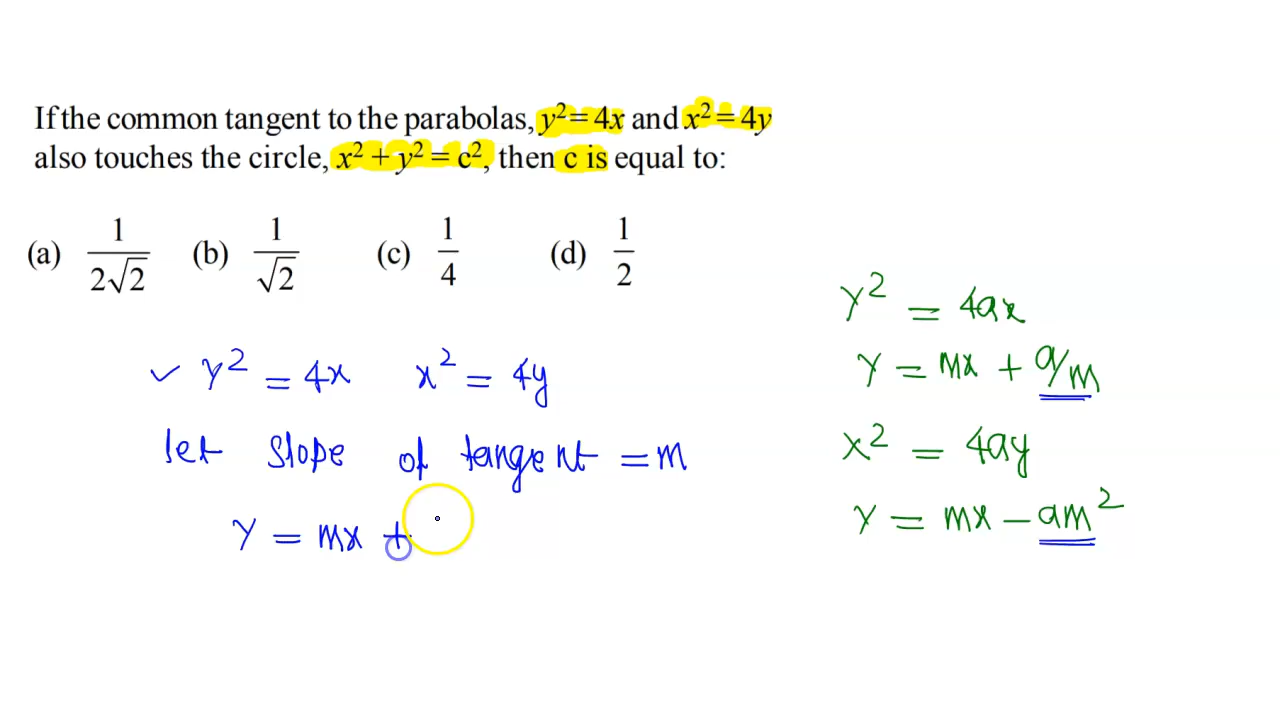 If the common tangent to the parabolas, y² = 4x and x² = 4y
also touches the circle, x² + y² = c², then c is equal to:
(a) 1/(2√2) (b) 1/√2 (c) 1/4 (d) 1/2
y² = 4ax
y = mx + a/m
✓ y² = 4x x² = 4y
x² = 4ay
let slope of tangent = m
y = mx - am²
y = mx +